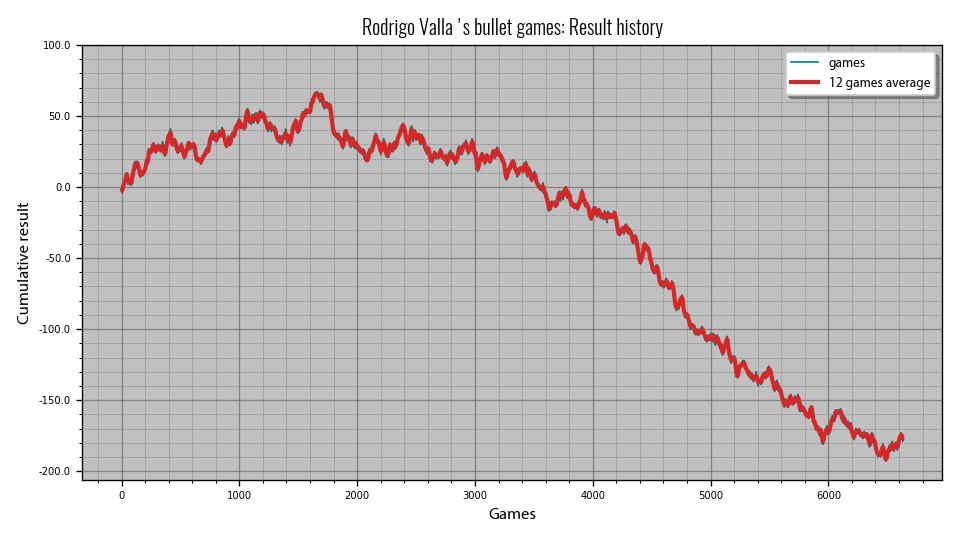 Rodrigo Valla 's bullet games: Result history
games
12 games average
Cumulative result
100.0
50.0
0.0
-50.0
-100.0
-150.0
-200.0
0 1000 2000 3000 4000 5000 6000
Games